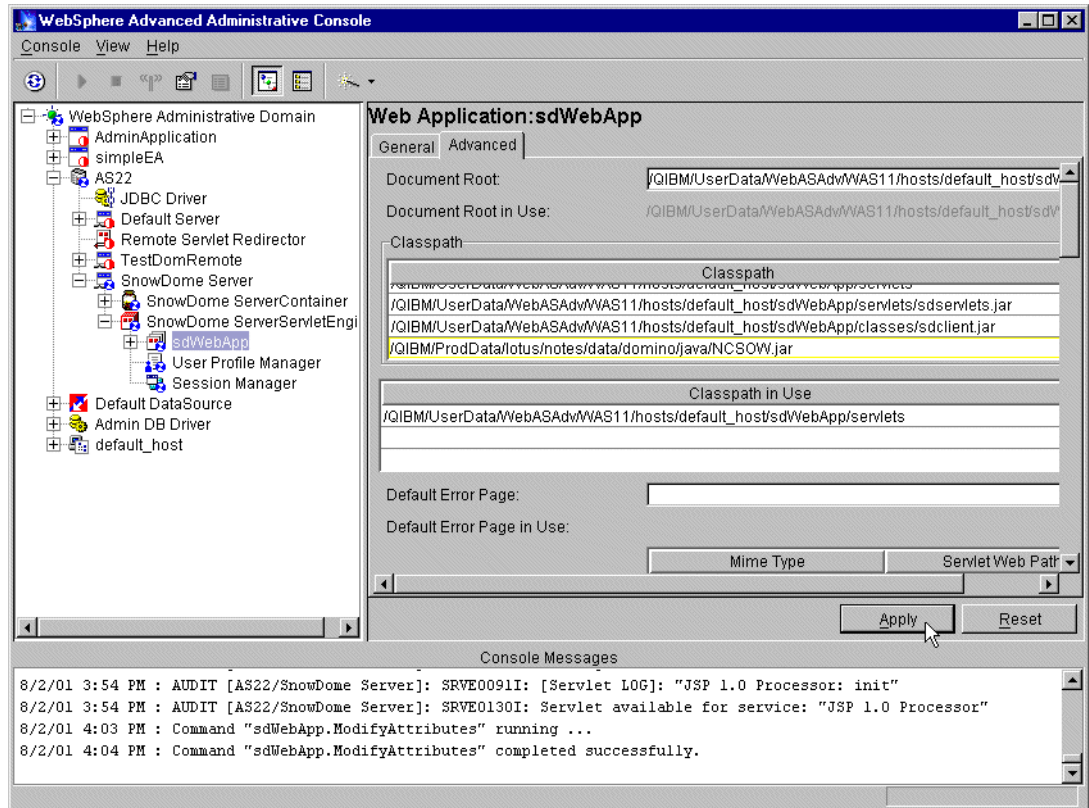 WebSphere Advanced Administrative Console
Console View Help
WebSphere Administrative Domain
AdminApplication
simpleEA
AS22
JDBC Driver
Default Server
Remote Servlet Redirector
TestDomRemote
SnowDome Server
SnowDome ServerContainer
SnowDome ServerServletEngi
sdWebApp
User Profile Manager
Session Manager
Default DataSource
Admin DB Driver
default_host
Web Application:sdWebApp
General Advanced
Document Root: /QIBM/UserData/WebASAdv/WAS11/hosts/default_host/sdW
Document Root in Use: /QIBM/UserData/WebASAdv/WAS11/hosts/default_host/sdW
Classpath
Classpath
/QIBM/UserData/WebASAdv/WAS11/hosts/default_host/sdWebApp/servlets
/QIBM/UserData/WebASAdv/WAS11/hosts/default_host/sdWebApp/servlets/sdservlets.jar
/QIBM/UserData/WebASAdv/WAS11/hosts/default_host/sdWebApp/classes/sdclient.jar
/QIBM/ProdData/lotus/notes/data/domino/java/NCSOW.jar
Classpath in Use
/QIBM/UserData/WebASAdv/WAS11/hosts/default_host/sdWebApp/servlets
Default Error Page:
Default Error Page in Use:
Mime Type Servlet Web Path
Apply Reset
Console Messages
8/2/01 3:54 PM : AUDIT [AS22/SnowDome Server]: SRVE0091I: [Servlet LOG]: "JSP 1.0 Processor: init"
8/2/01 3:54 PM : AUDIT [AS22/SnowDome Server]: SRVE0130I: Servlet available for service: "JSP 1.0 Processor"
8/2/01 4:03 PM : Command "sdWebApp.ModifyAttributes" running ...
8/2/01 4:04 PM : Command "sdWebApp.ModifyAttributes" completed successfully.